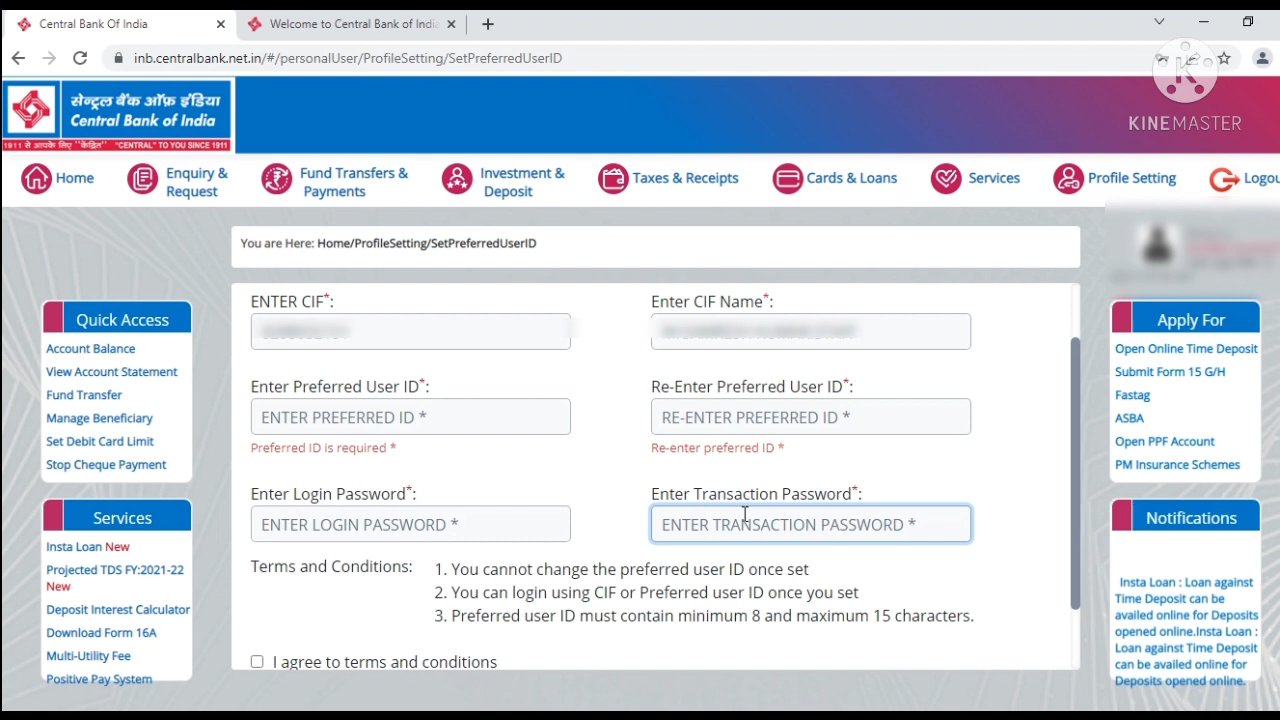 Central Bank Of India
Welcome to Central Bank of Indi
inb.centralbank.net.in/#/personalUser/ProfileSetting/SetPreferredUserID
KINEMASTER
सेन्ट्रल बैंक ऑफ़ इंडिया
Central Bank of India
1911 से आपके लिए "केंद्रित" "CENTRAL" TO YOU SINCE 1911
Home
Enquiry & Request
Fund Transfers & Payments
Investment & Deposit
Taxes & Receipts
Cards & Loans
Services
Profile Setting
Logou
You are Here: Home/ProfileSetting/SetPreferredUserID
Quick Access
Account Balance
View Account Statement
Fund Transfer
Manage Beneficiary
Set Debit Card Limit
Stop Cheque Payment
Services
Insta Loan New
Projected TDS FY:2021-22
New
Deposit Interest Calculator
Download Form 16A
Multi-Utility Fee
Positive Pay System
ENTER CIF*:
Enter CIF Name*:
Enter Preferred User ID*:
Re-Enter Preferred User ID*:
ENTER PREFERRED ID *
RE-ENTER PREFERRED ID *
Preferred ID is required *
Re-enter preferred ID *
Enter Login Password*:
Enter Transaction Password*:
ENTER LOGIN PASSWORD *
ENTER TRANSACTION PASSWORD *
Terms and Conditions:
1. You cannot change the preferred user ID once set
2. You can login using CIF or Preferred user ID once you set
3. Preferred user ID must contain minimum 8 and maximum 15 characters.
I agree to terms and conditions
Apply For
Open Online Time Deposit
Submit Form 15 G/H
Fastag
ASBA
Open PPF Account
PM Insurance Schemes
Notifications
Insta Loan : Loan against
Time Deposit can be
availed online for Deposits
opened online.Insta Loan :
Loan against Time Deposit
can be availed online for
Deposits opened online.